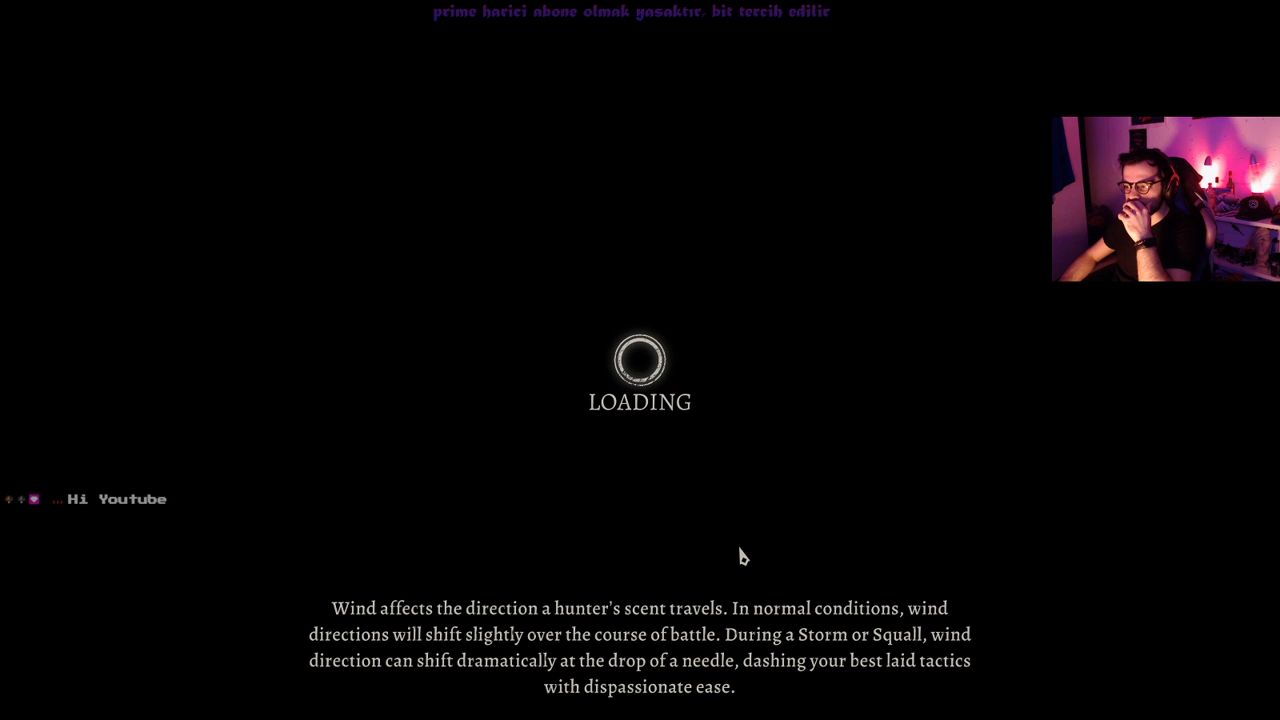 prime harici abone olmak yasaktır, bit tercih edilir
LOADING
... Hi Youtube
Wind affects the direction a hunter's scent travels. In normal conditions, wind
directions will shift slightly over the course of battle. During a Storm or Squall, wind
direction can shift dramatically at the drop of a needle, dashing your best laid tactics
with dispassionate ease.